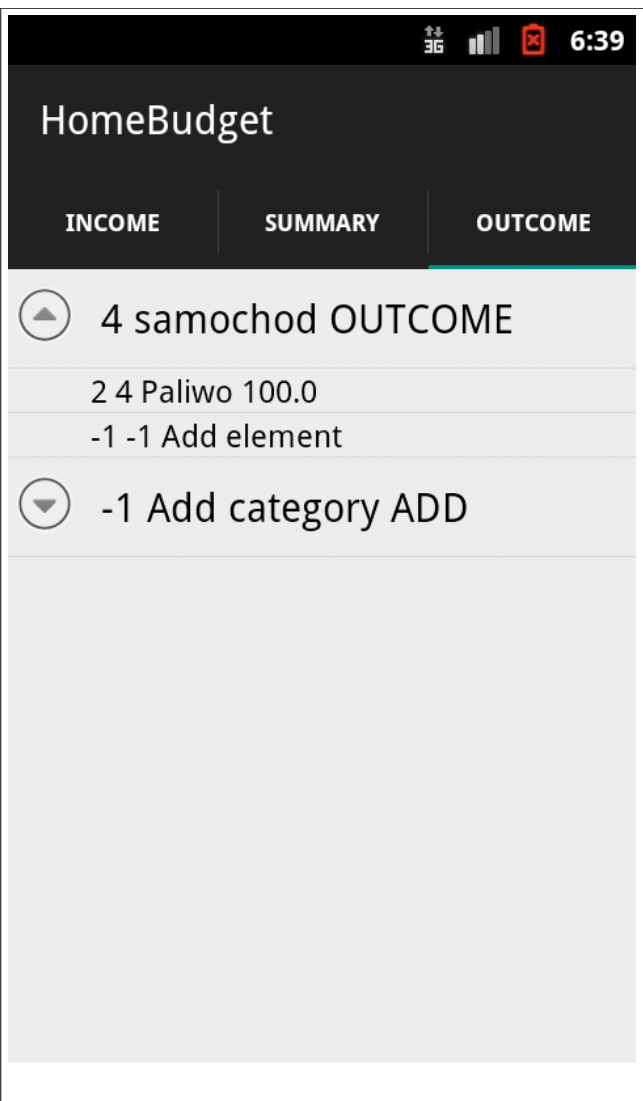 3G 6:39
HomeBudget
INCOME SUMMARY OUTCOME
4 samochod OUTCOME
2 4 Paliwo 100.0
-1 -1 Add element
-1 Add category ADD